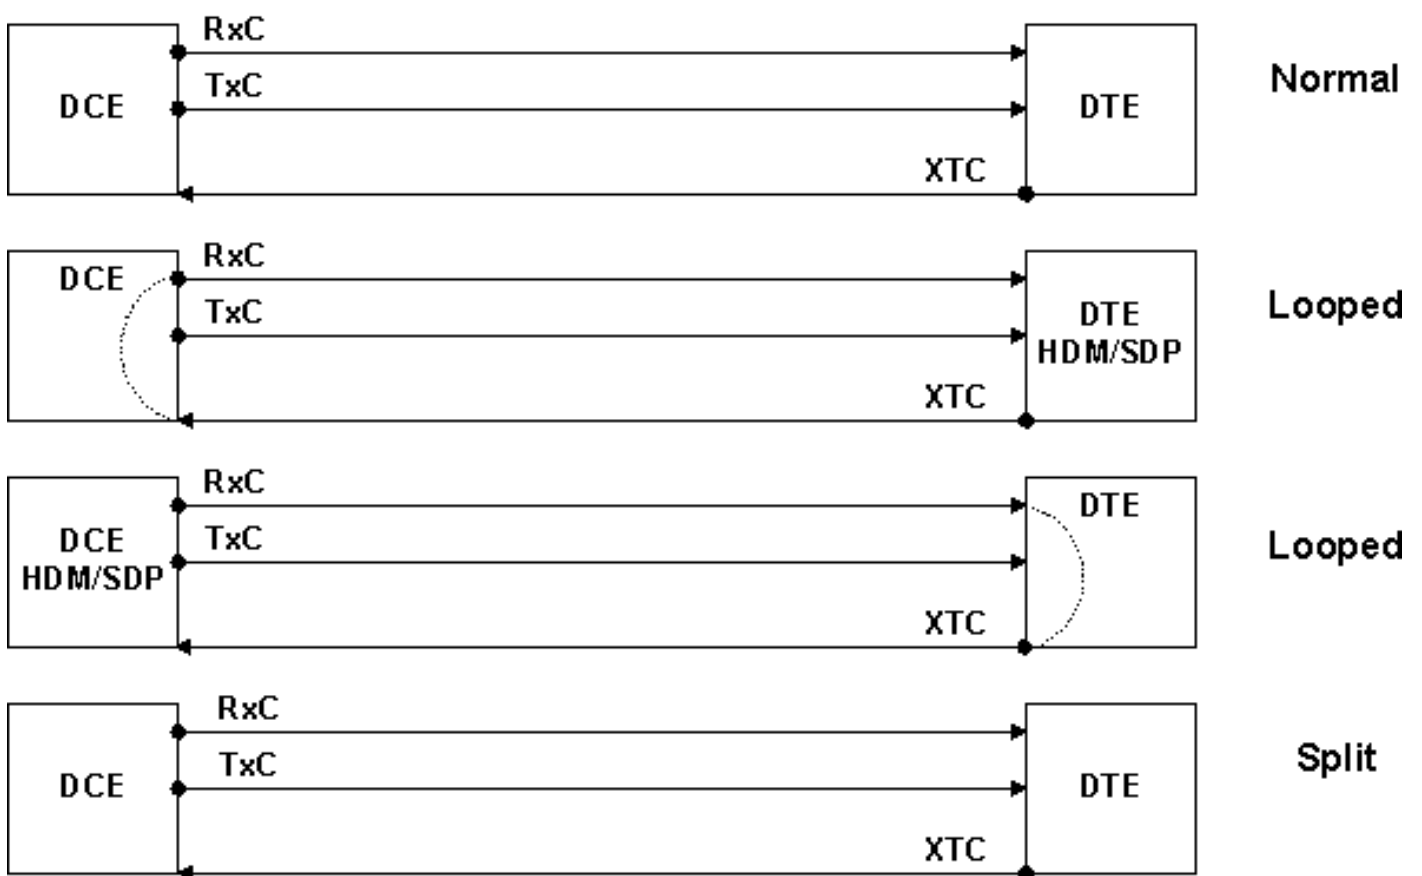 RxC
TxC
DCE
DTE
Normal
XTC
RxC
DCE
TxC
DTE
HDM/SDP
Looped
XTC
RxC
DTE
TxC
DCE
HDM/SDP
Looped
XTC
RxC
TxC
DCE
DTE
Split
XTC